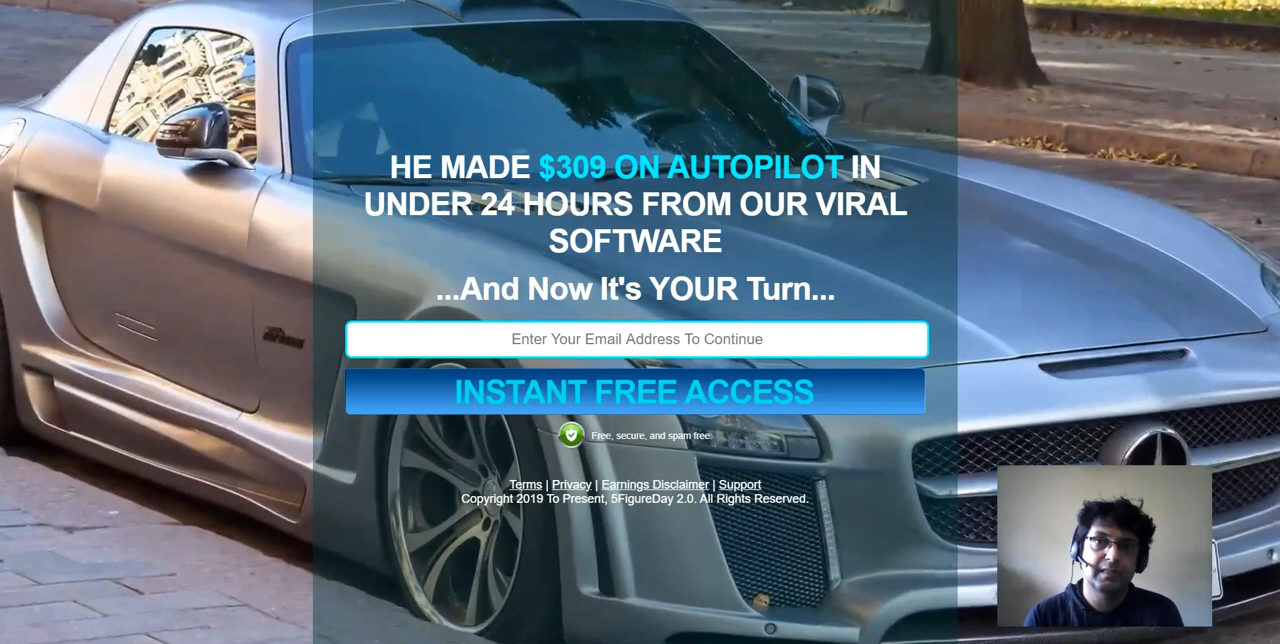 HE MADE $309 ON AUTOPILOT IN
UNDER 24 HOURS FROM OUR VIRAL
SOFTWARE
...And Now It's YOUR Turn...
Enter Your Email Address To Continue
INSTANT FREE ACCESS
Free, secure, and spam free.
Terms | Privacy | Earnings Disclaimer | Support
Copyright 2019 To Present, 5FigureDay 2.0. All Rights Reserved.